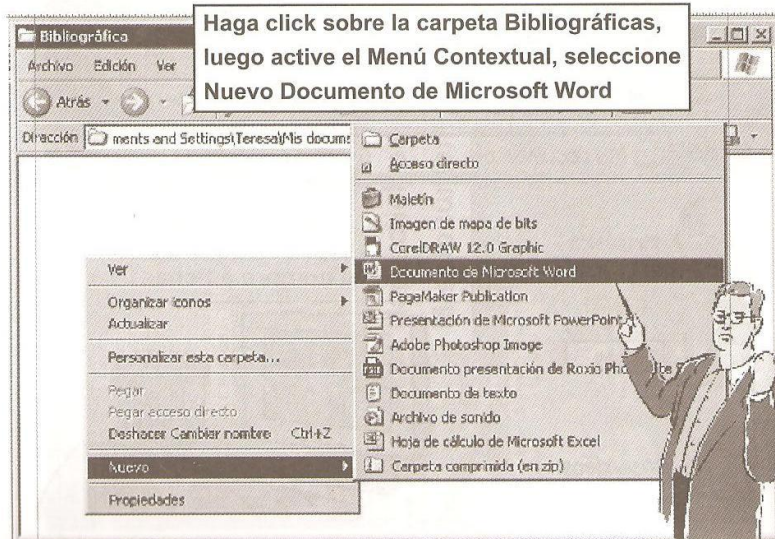 Haga click sobre la carpeta Bibliográficas,
luego active el Menú Contextual, seleccione
Nuevo Documento de Microsoft Word
Bibliográfica
Archivo Edición Ver
Atrás
Dirección ments and Settings\Teresa\Mis docume
Carpeta
Acceso directo
Maletín
Imagen de mapa de bits
CorelDRAW 12.0 Graphic
Documento de Microsoft Word
PageMaker Publication
Presentación de Microsoft PowerPoint
Adobe Photoshop Image
Documento presentación de Roxio
Documento de texto
Archivo de sonido
Hoja de cálculo de Microsoft Excel
Carpeta comprimida (en zip)
Ver
Organizar iconos
Actualizar
Personalizar esta carpeta...
Pegar
Pegar acceso directo
Deshacer Cambiar nombre Ctrl+Z
Nuevo
Propiedades